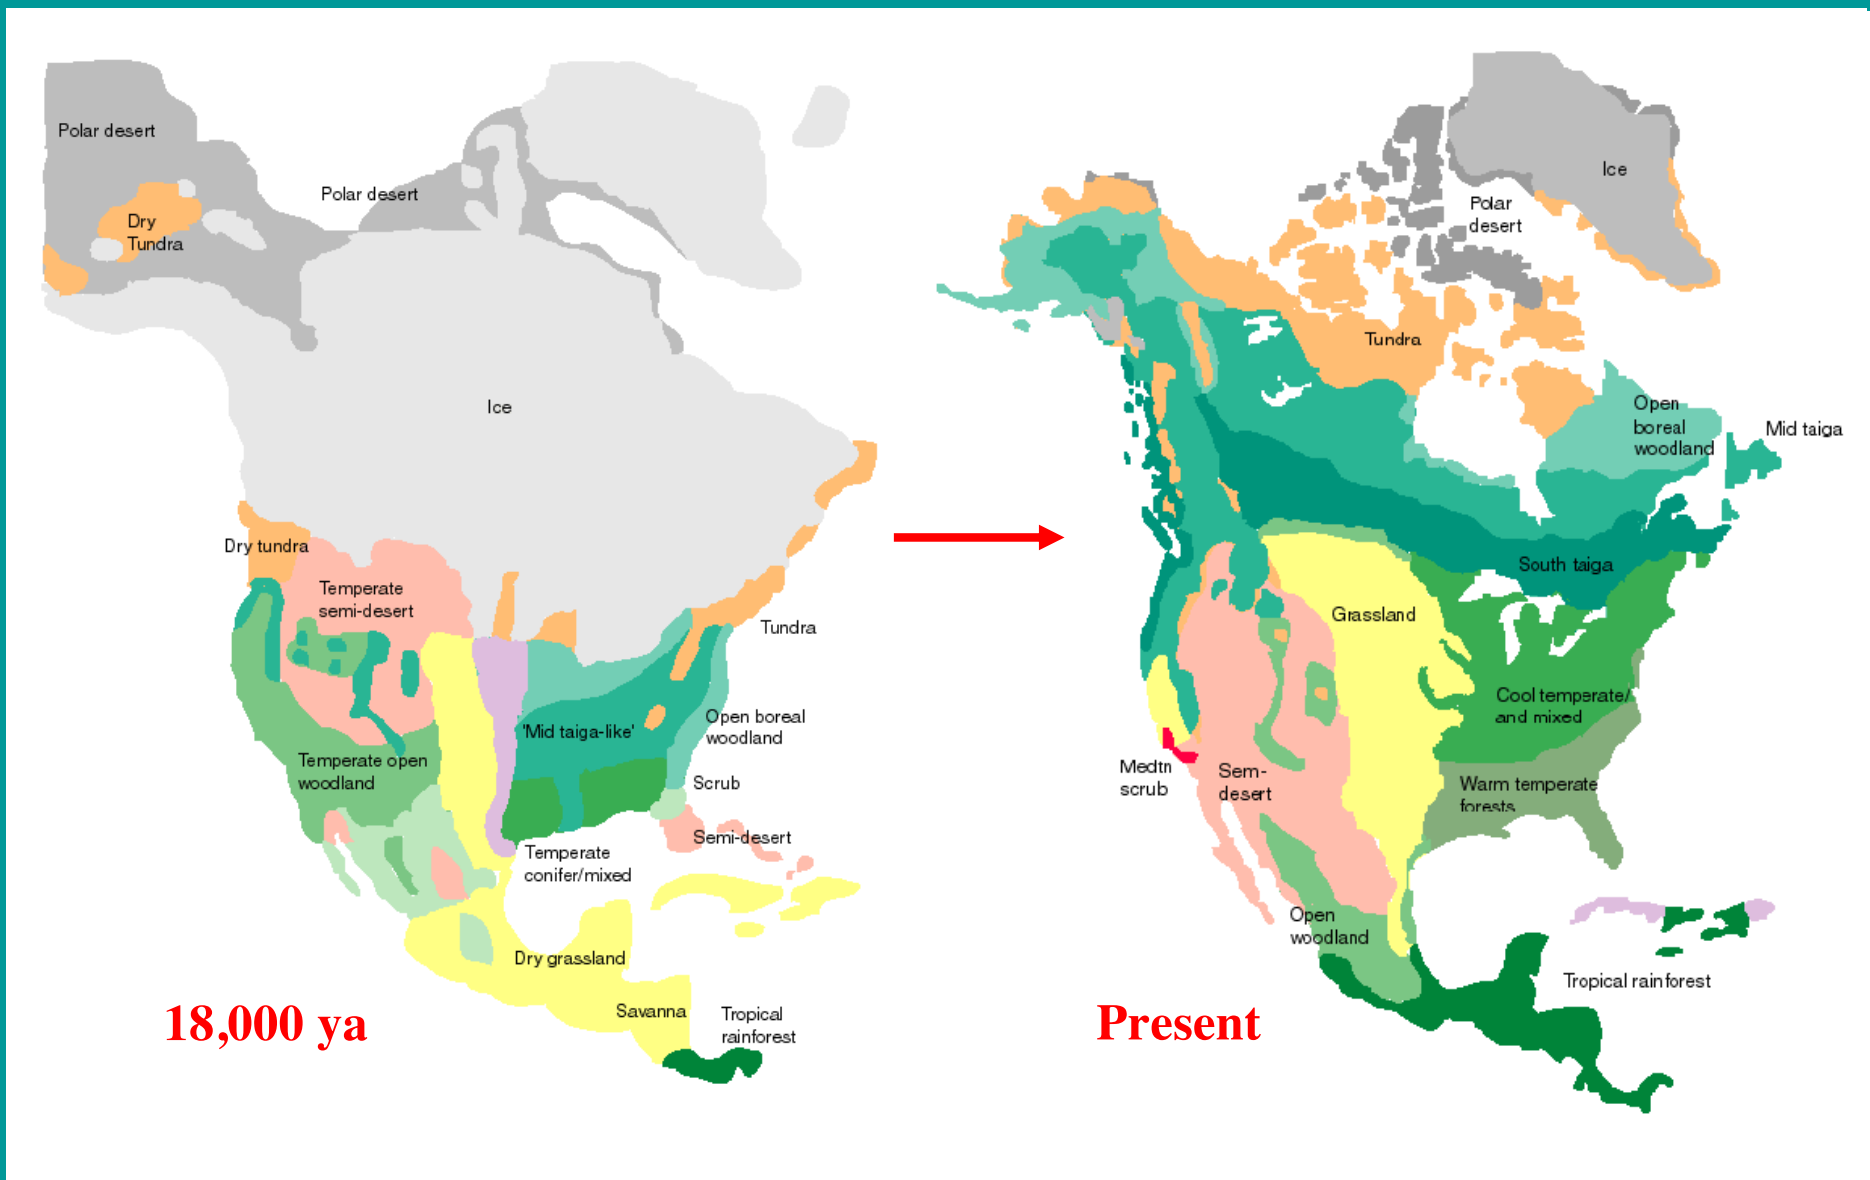 Polar desert
Polar desert
Dry
Tundra
Ice
Dry tundra
Temperate
semi-desert
Tundra
'Mid taiga-like'
Open boreal
woodland
Temperate open
woodland
Scrub
Semi-desert
Temperate
conifer/mixed
Dry grassland
Savanna
Tropical
rainforest
18,000 ya
Ice
Polar
desert
Tundra
Open
boreal
woodland
Mid taiga
South taiga
Grassland
Cool temperate/
and mixed
Medtn
scrub
Sem-
desert
Warm temperate
forests
Open
woodland
Tropical rainforest
Present